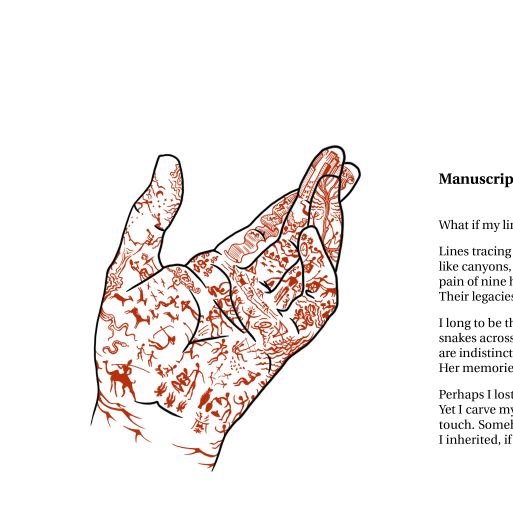 Manuscrip
What if my lin
Lines tracing
like canyons,
pain of nine h
Their legacies
I long to be th
snakes across
are indistinct
Her memorie
Perhaps I lost
Yet I carve my
touch. Someh
I inherited, if